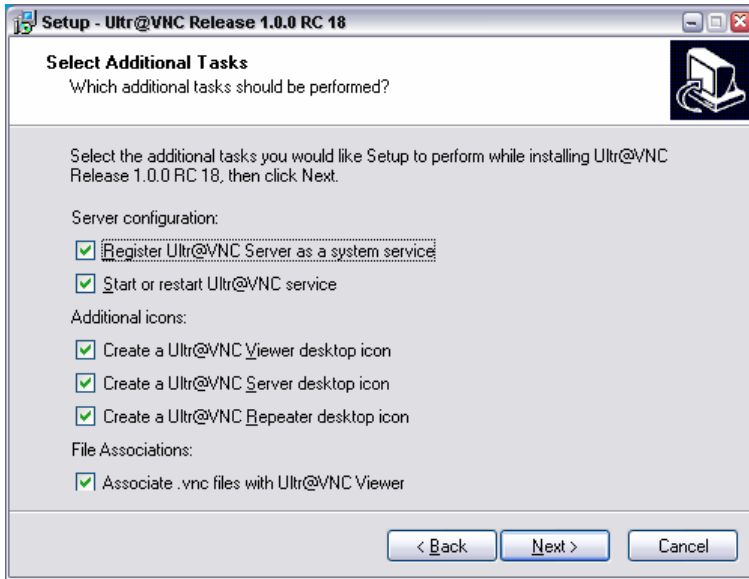 Setup - Ultr@VNC Release 1.0.0 RC 18
Select Additional Tasks
Which additional tasks should be performed?
Select the additional tasks you would like Setup to perform while installing Ultr@VNC
Release 1.0.0 RC 18, then click Next.
Server configuration:
Register Ultr@VNC Server as a system service
Start or restart Ultr@VNC service
Additional icons:
Create a Ultr@VNC Viewer desktop icon
Create a Ultr@VNC Server desktop icon
Create a Ultr@VNC Repeater desktop icon
File Associations:
Associate .vnc files with Ultr@VNC Viewer
< Back Next > Cancel